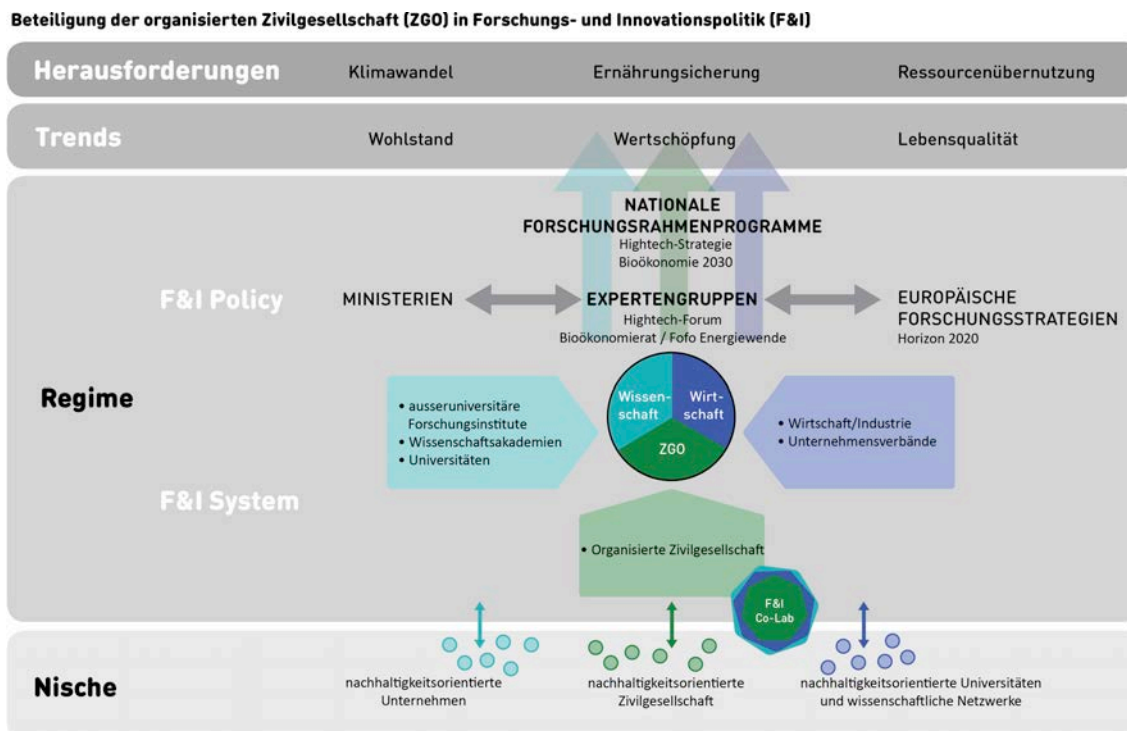 Beteiligung der organisierten Zivilgesellschaft (ZGO) in Forschungs- und Innovationspolitik (F&I)
Herausforderungen
Klimawandel
Ernährungsicherung
Ressourcenübernutzung
Trends
Wohlstand
Wertschöpfung
Lebensqualität
NATIONALE
FORSCHUNGSRAHMENPROGRAMME
Hightech-Strategie
Bioökonomie 2030
F&I Policy
MINISTERIEN
EXPERTENGRUPPEN
Hightech-Forum
Bioökonomierat / Fofo Energiewende
EUROPÄISCHE
FORSCHUNGSSTRATEGIEN
Horizon 2020
Regime
• ausseruniversitäre
Forschungsinstitute
• Wissenschaftsakademien
• Universitäten
Wissen-
schaft
Wirt-
schaft
ZGO
• Wirtschaft/Industrie
• Unternehmensverbände
F&I System
• Organisierte Zivilgesellschaft
F&I
Co-Lab
Nische
nachhaltigkeitsorientierte
Unternehmen
nachhaltigkeitsorientierte
Zivilgesellschaft
nachhaltigkeitsorientierte Universitäten
und wissenschaftliche Netzwerke